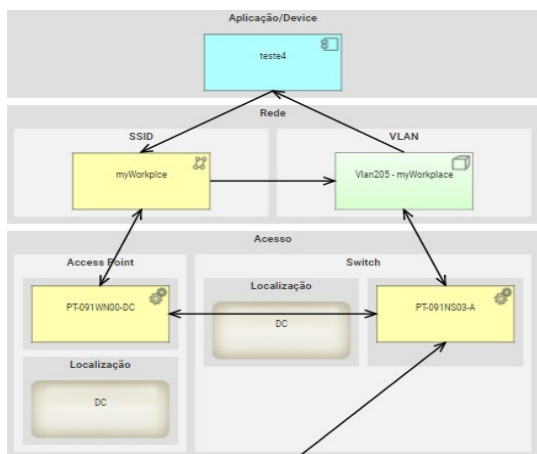 Aplicação/Device
teste4
Rede
SSID
VLAN
myWorkplce
Vlan205 - myWorkplace
Acesso
Access Point
Switch
PT-091WN00-DC
Localização
DC
PT-091NS03-A
Localização
DC